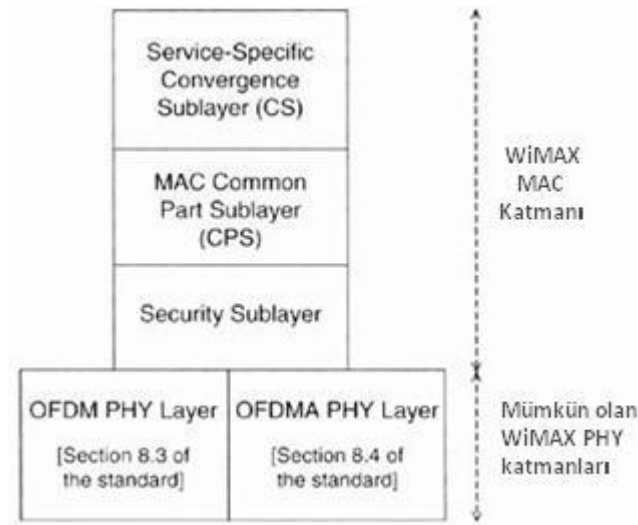 Service-Specific
Convergence
Sublayer (CS)
MAC Common
Part Sublayer
(CPS)
Security Sublayer
WiMAX
MAC
Katmanı
OFDM PHY Layer
[Section 8.3 of
the standard]
OFDMA PHY Layer
[Section 8.4 of
the standard]
Mümkün olan
WiMAX PHY
katmanları